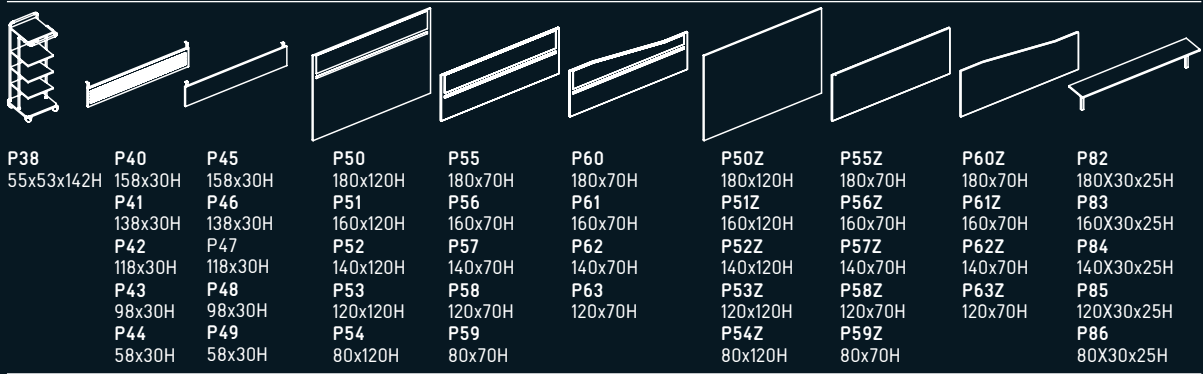 P38
55x53x142H
P40
158x30H
P41
138x30H
P42
118x30H
P43
98x30H
P44
58x30H
P45
158x30H
P46
138x30H
P47
118x30H
P48
98x30H
P49
58x30H
P50
180x120H
P51
160x120H
P52
140x120H
P53
120x120H
P54
80x120H
P55
180x70H
P56
160x70H
P57
140x70H
P58
120x70H
P59
80x70H
P60
180x70H
P61
160x70H
P62
140x70H
P63
120x70H
P50Z
180x120H
P51Z
160x120H
P52Z
140x120H
P53Z
120x120H
P54Z
80x120H
P55Z
180x70H
P56Z
160x70H
P57Z
140x70H
P58Z
120x70H
P59Z
80x70H
P60Z
180x70H
P61Z
160x70H
P62Z
140x70H
P63Z
120x70H
P82
180X30x25H
P83
160X30x25H
P84
140X30x25H
P85
120X30x25H
P86
80X30x25H